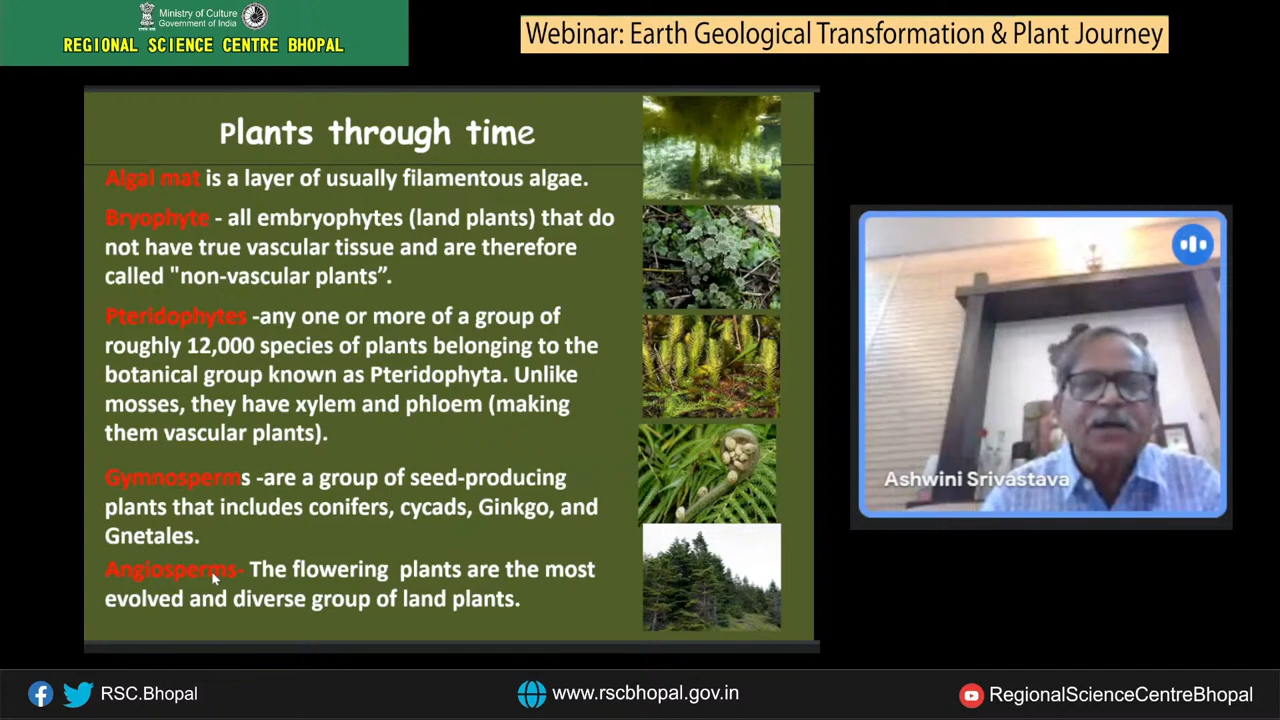 Ministry of Culture
Government of India
REGIONAL SCIENCE CENTRE BHOPAL
Webinar: Earth Geological Transformation & Plant Journey
Plants through time
Algal mat is a layer of usually filamentous algae.
Bryophyte - all embryophytes (land plants) that do
not have true vascular tissue and are therefore
called "non-vascular plants”.
Pteridophytes -any one or more of a group of
roughly 12,000 species of plants belonging to the
botanical group known as Pteridophyta. Unlike
mosses, they have xylem and phloem (making
them vascular plants).
Gymnosperms -are a group of seed-producing
plants that includes conifers, cycads, Ginkgo, and
Gnetales.
Angiosperms- The flowering plants are the most
evolved and diverse group of land plants.
Ashwini Srivastava
RSC.Bhopal
www.rscbhopal.gov.in
RegionalScienceCentreBhopal